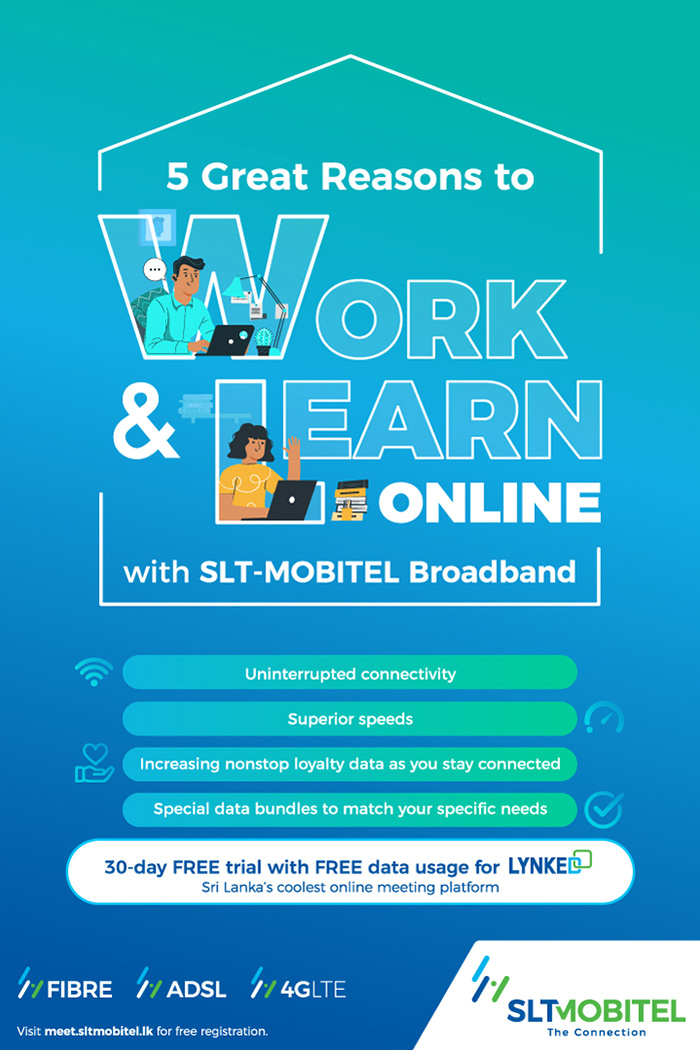 5 Great Reasons to
WORK
& LEARN
ONLINE
with SLT-MOBITEL Broadband
Uninterrupted connectivity
Superior speeds
Increasing nonstop loyalty data as you stay connected
Special data bundles to match your specific needs
30-day FREE trial with FREE data usage for LYNKED
Sri Lanka's coolest online meeting platform
FIBRE ADSL 4GLTE
SLTMOBITEL
The Connection
Visit meet.sltmobitel.lk for free registration.